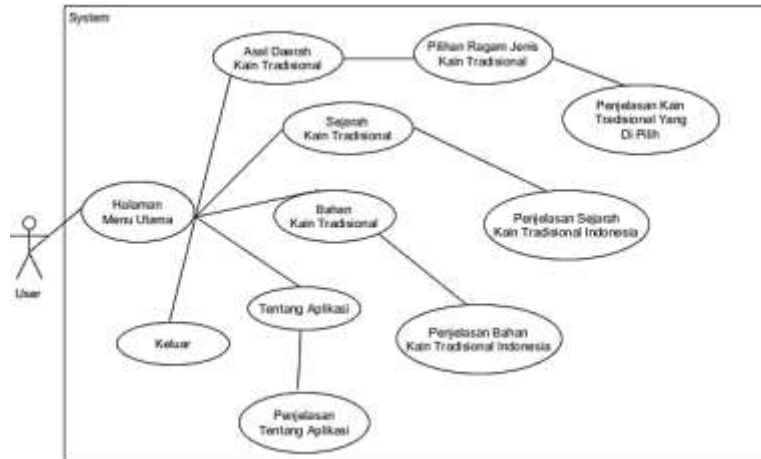 System
Asal Daerah
Kain Tradisional
Pilihan Ragam Jenis
Kain Tradisional
Penjelasan Kain
Tradisional Yang
Di Pilih
Sejarah
Kain Tradisional
Halaman
Menu Utama
Bahan
Kain Tradisional
Penjelasan Sejarah
Kain Tradisional Indonesia
User
Tentang Aplikasi
Keluar
Penjelasan Bahan
Kain Tradisional Indonesia
Penjelasan
Tentang Aplikasi